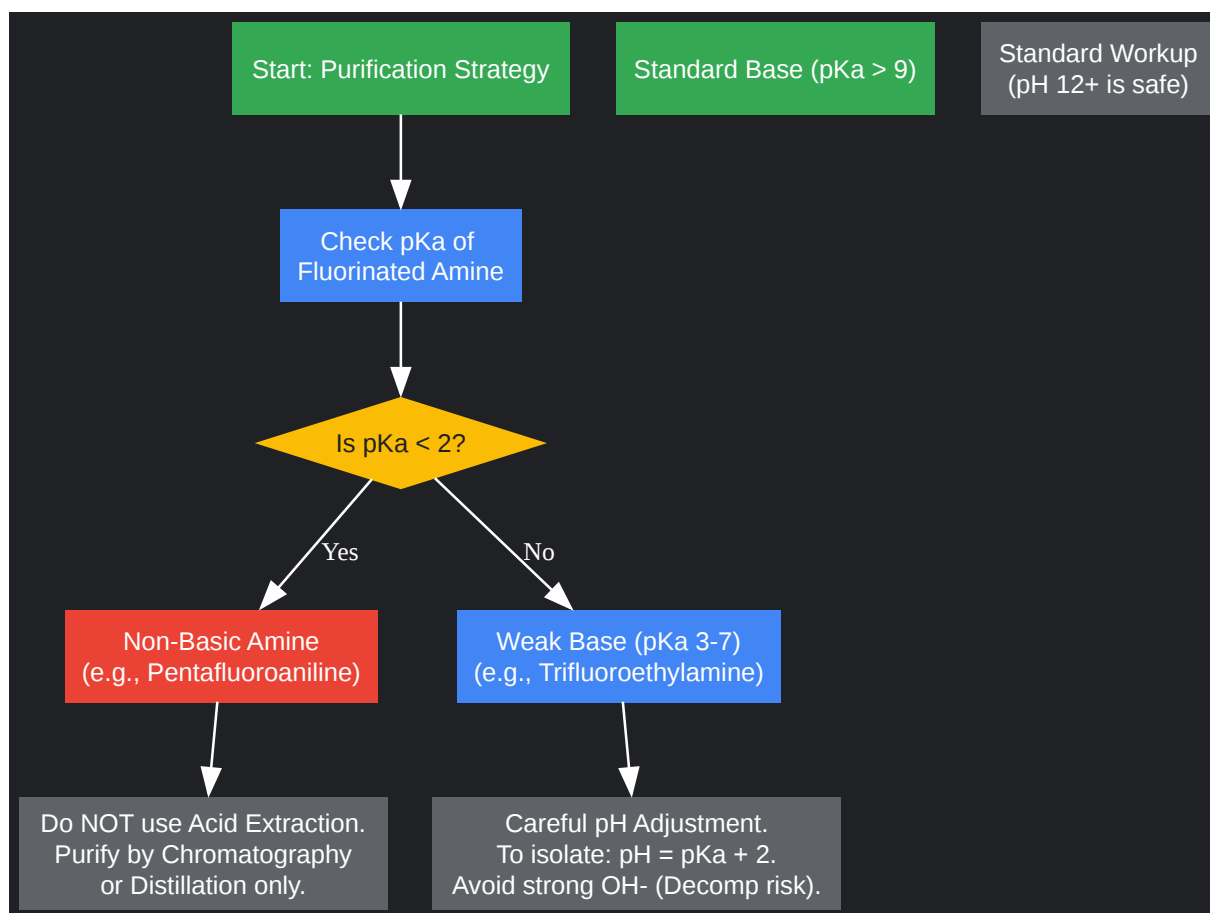 Start: Purification Strategy
Standard Base (pKa > 9)
Standard Workup
(pH 12+ is safe)
Check pKa of
Fluorinated Amine
Is pKa < 2?
Yes
No
Non-Basic Amine
(e.g., Pentafluoroaniline)
Weak Base (pKa 3-7)
(e.g., Trifluoroethylamine)
Do NOT use Acid Extraction.
Purify by Chromatography
or Distillation only.
Careful pH Adjustment.
To isolate: pH = pKa + 2.
Avoid strong OH- (Decomp risk).